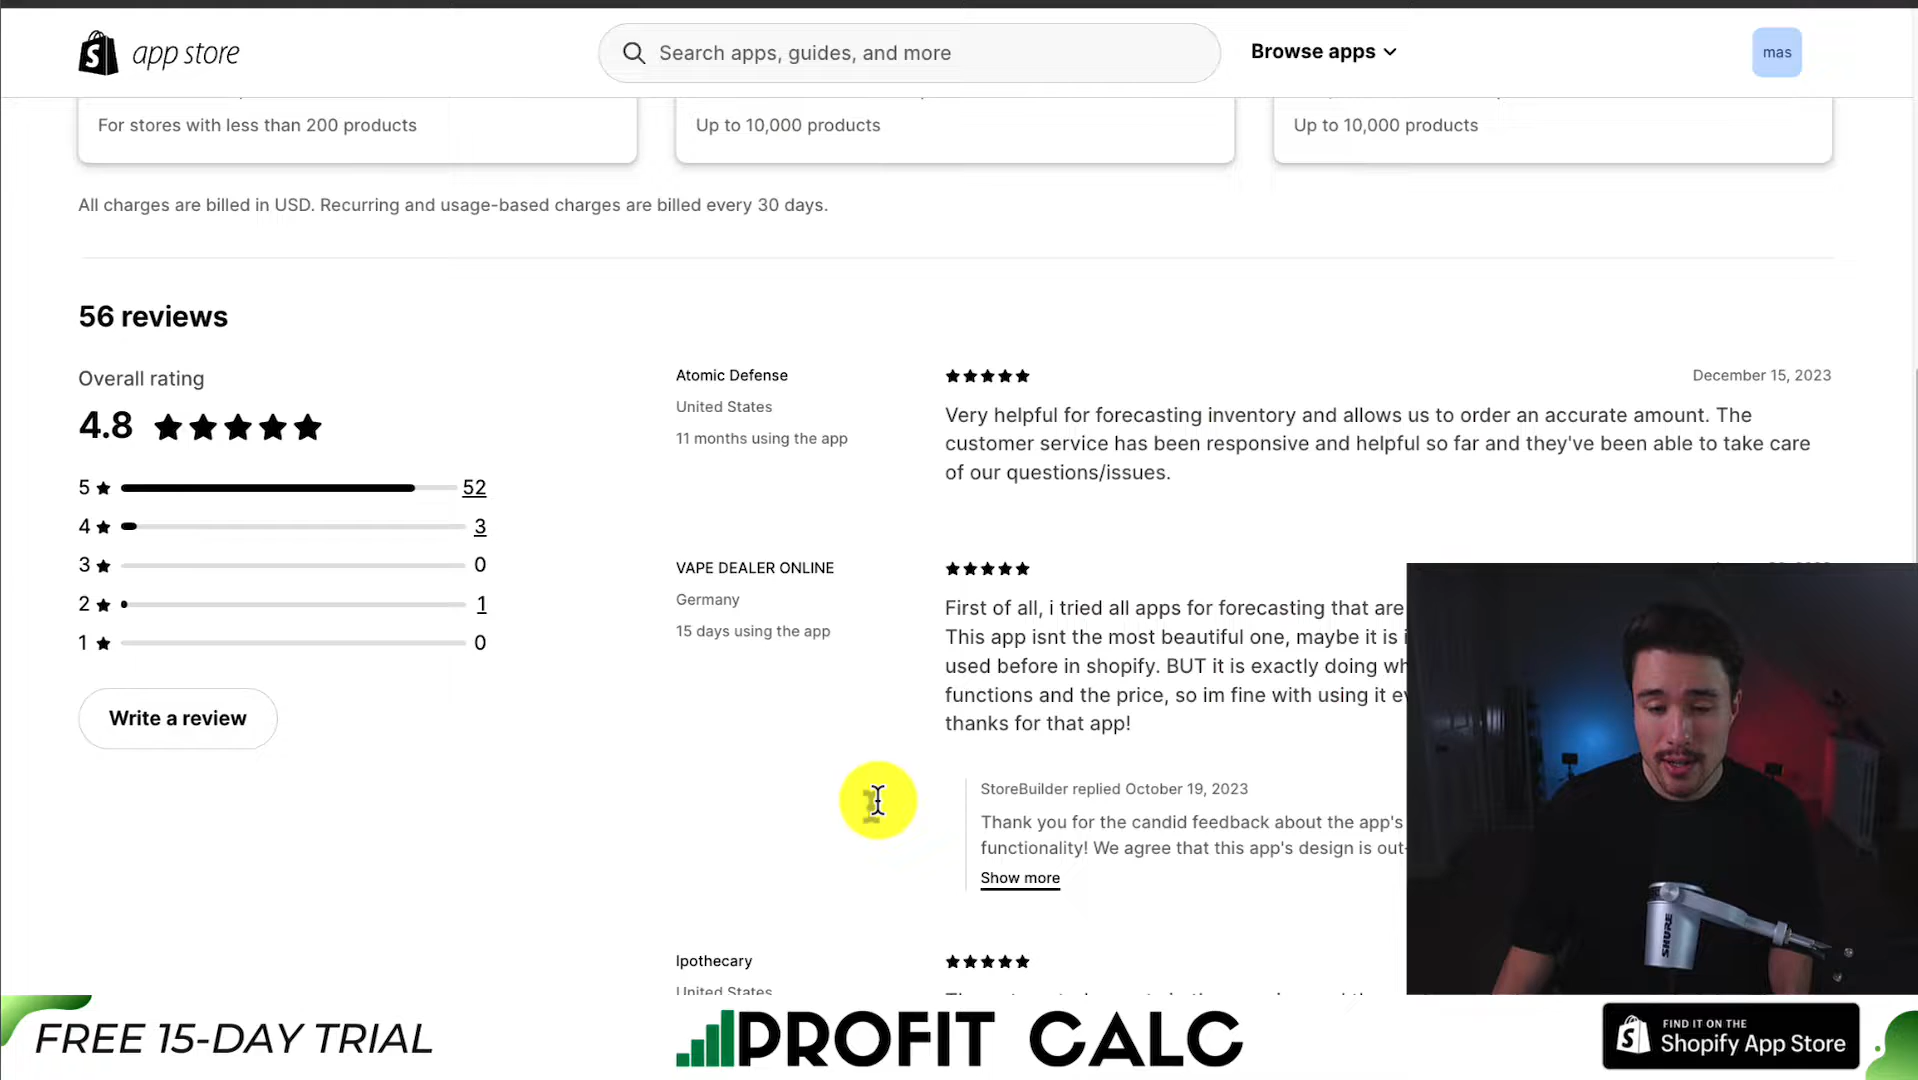 app store
Search apps, guides, and more
Browse apps
mas
For stores with less than 200 products
Up to 10,000 products
Up to 10,000 products
All charges are billed in USD. Recurring and usage-based charges are billed every 30 days.
56 reviews
Overall rating
4.8
5 52
4 3
3 0
2 1
1 0
Write a review
Atomic Defense
United States
11 months using the app
December 15, 2023
Very helpful for forecasting inventory and allows us to order an accurate amount. The
customer service has been responsive and helpful so far and they've been able to take care
of our questions/issues.
VAPE DEALER ONLINE
Germany
15 days using the app
First of all, i tried all apps for forecasting that are
This app isnt the most beautiful one, maybe it is
used before in shopify. BUT it is exactly doing
functions and the price, so im fine with using it
thanks for that app!
StoreBuilder replied October 19, 2023
Thank you for the candid feedback about the app's
functionality! We agree that this app's design is out-
Show more
Ipothecary
United States
SHURE
FREE 15-DAY TRIAL
PROFIT CALC
FIND IT ON THE
Shopify App Store